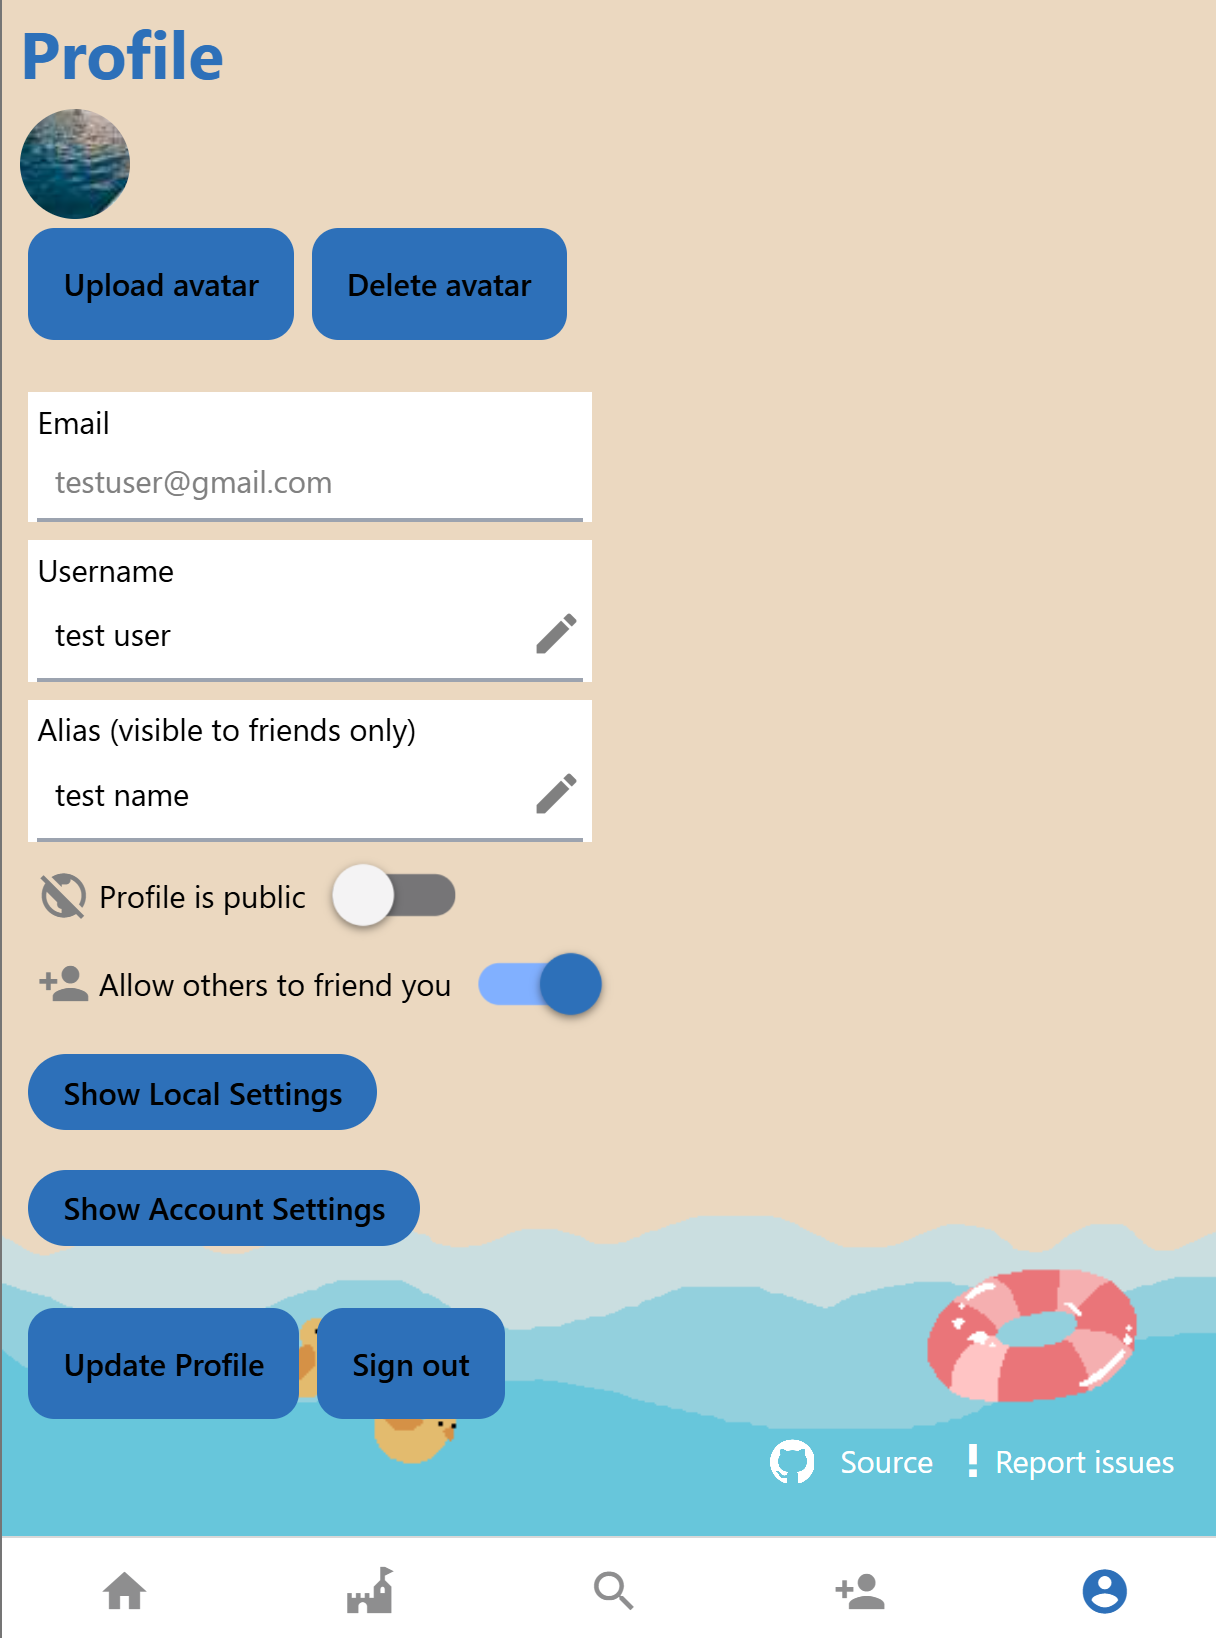 Profile
Upload avatar Delete avatar
Email
testuser@gmail.com
Username
test user
Alias (visible to friends only)
test name
Profile is public
Allow others to friend you
Show Local Settings
Show Account Settings
Update Profile Sign out
Source Report issues